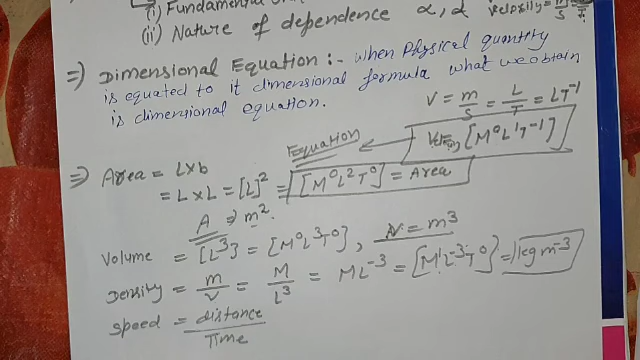 (i) Fundamental
(ii) Nature of dependence α, α velocity = m/s =
⇒) Dimensional Equation :- when Physical quantity
is equated to it dimensional formula what we obtain
is dimensional equation.
V = m/s = L/T = LT⁻¹
[M⁰L¹T⁻¹]
Equation
⇒) Area = L×b
= L×L = [L]² = [M⁰L²T⁰] = Area
A ⇒ m².
Volume = [L³] = [M⁰L³T⁰], V = m³
Density = m/V = M/L³ = ML⁻³ = [M¹L⁻³T⁰] = 1kgm⁻³
speed = distance/Time